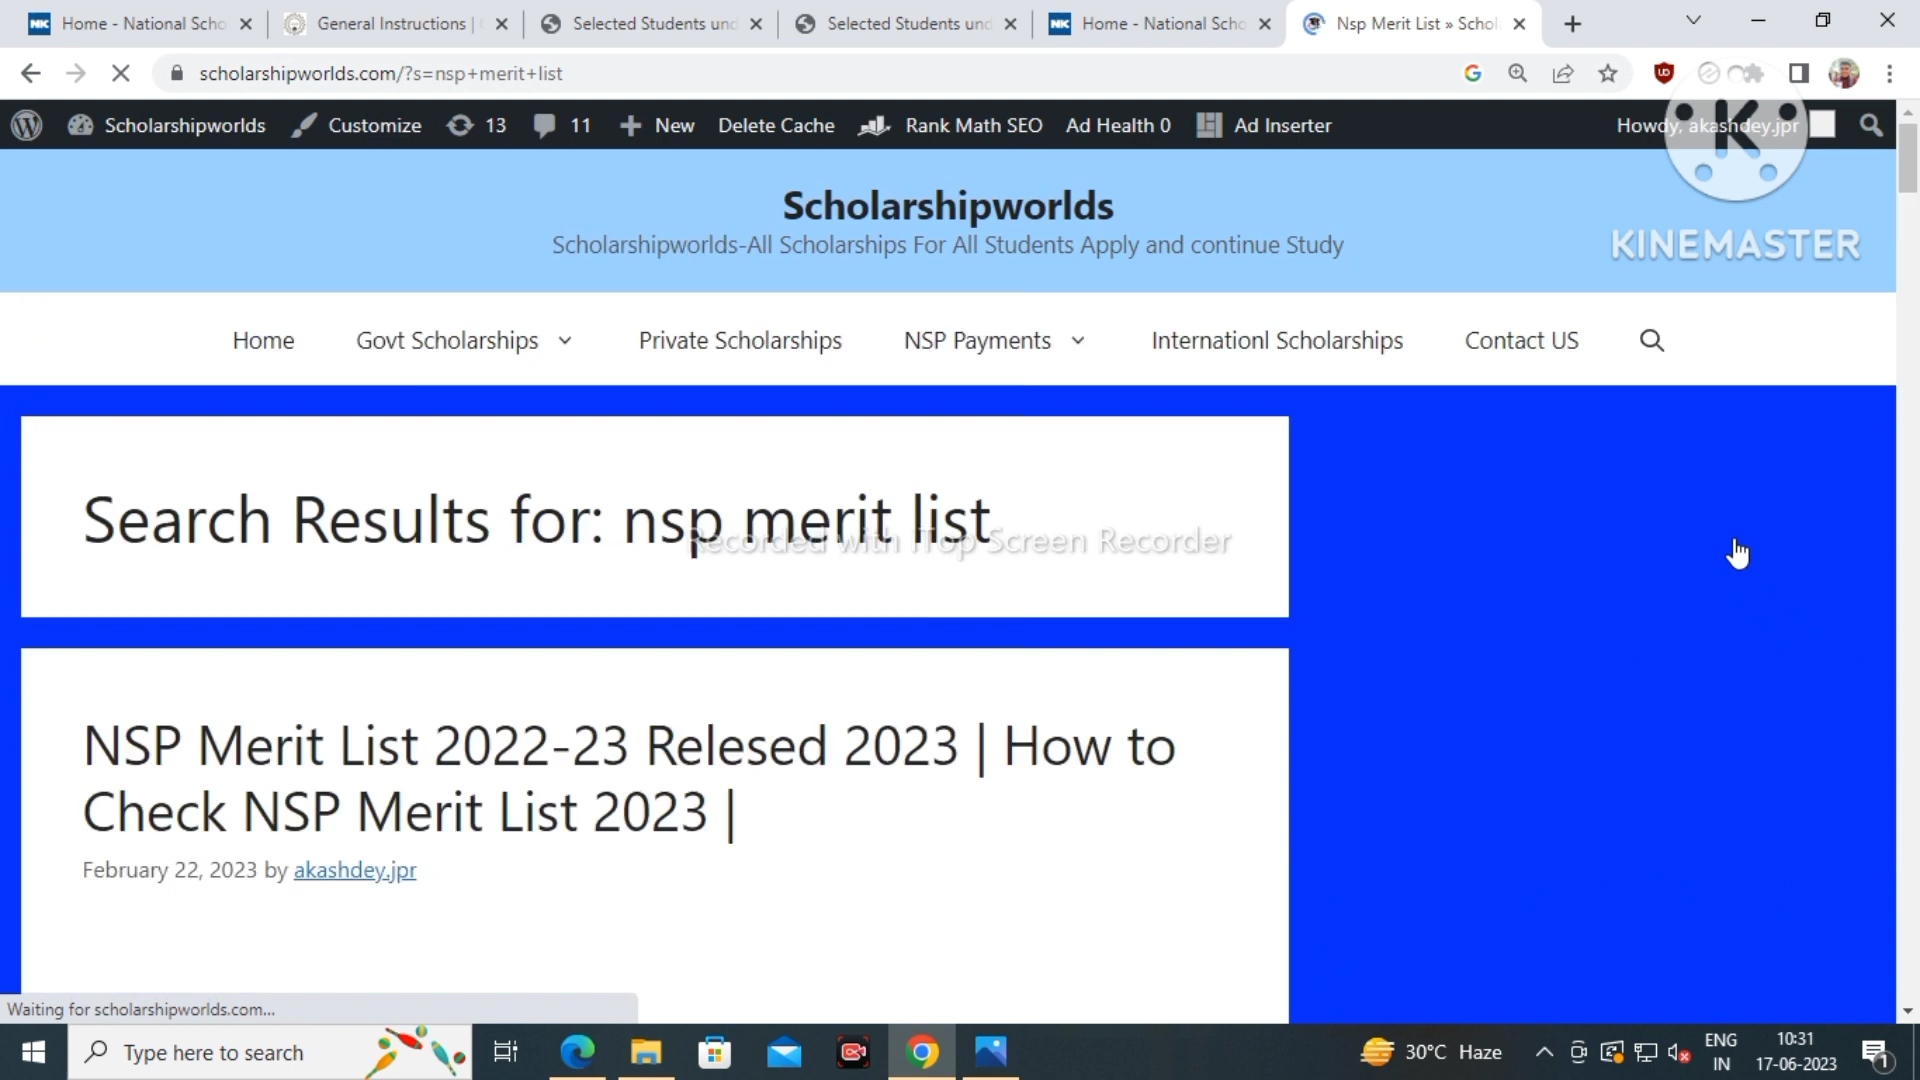 Home - National Scho
General Instructions |
Selected Students und
Selected Students und
Home - National Scho
Nsp Merit List » Schol
scholarshipworlds.com/?s=nsp+merit+list
Scholarshipworlds
Customize
13
11
New
Delete Cache
Rank Math SEO
Ad Health 0
Ad Inserter
Howdy, akashdey.jpr
K
KINEMASTER
Scholarshipworlds
Scholarshipworlds-All Scholarships For All Students Apply and continue Study
Home
Govt Scholarships
Private Scholarships
NSP Payments
Internationl Scholarships
Contact US
Search Results for: nsp merit list
Recorded with iTop Screen Recorder
NSP Merit List 2022-23 Relesed 2023 | How to
Check NSP Merit List 2023 |
February 22, 2023 by akashdey.jpr
Waiting for scholarshipworlds.com...
Type here to search
30°C Haze
ENG
IN
10:31
17-06-2023
1